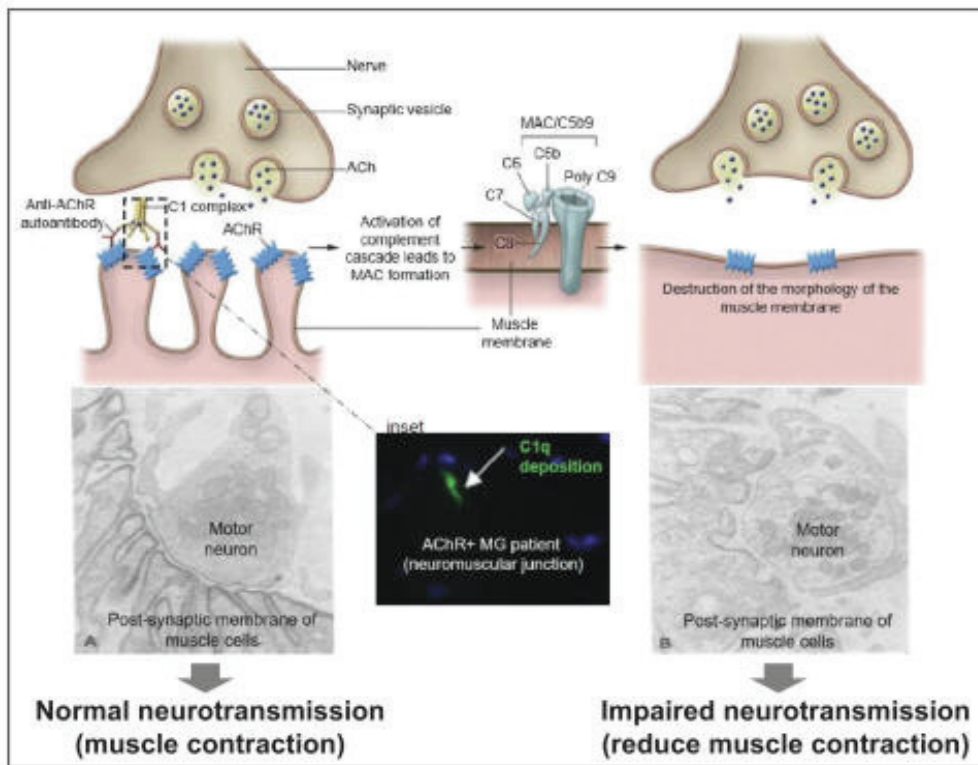 Nerve
Synaptic vesicle
ACh
Anti-AChR
autoantibody
C1 complex
AChR
Activation of
complement
cascade leads to
MAC formation
MAC/C5b9
C5b
C6
C7
Poly C9
C8
Muscle
membrane
Destruction of the morphology of the
muscle membrane
Motor
neuron
Post-synaptic membrane of
muscle cells
A
inset
C1q
deposition
AChR+ MG patient
(neuromuscular junction)
Motor
neuron
Post-synaptic membrane of
muscle cells
B
Normal neurotransmission
(muscle contraction)
Impaired neurotransmission
(reduce muscle contraction)